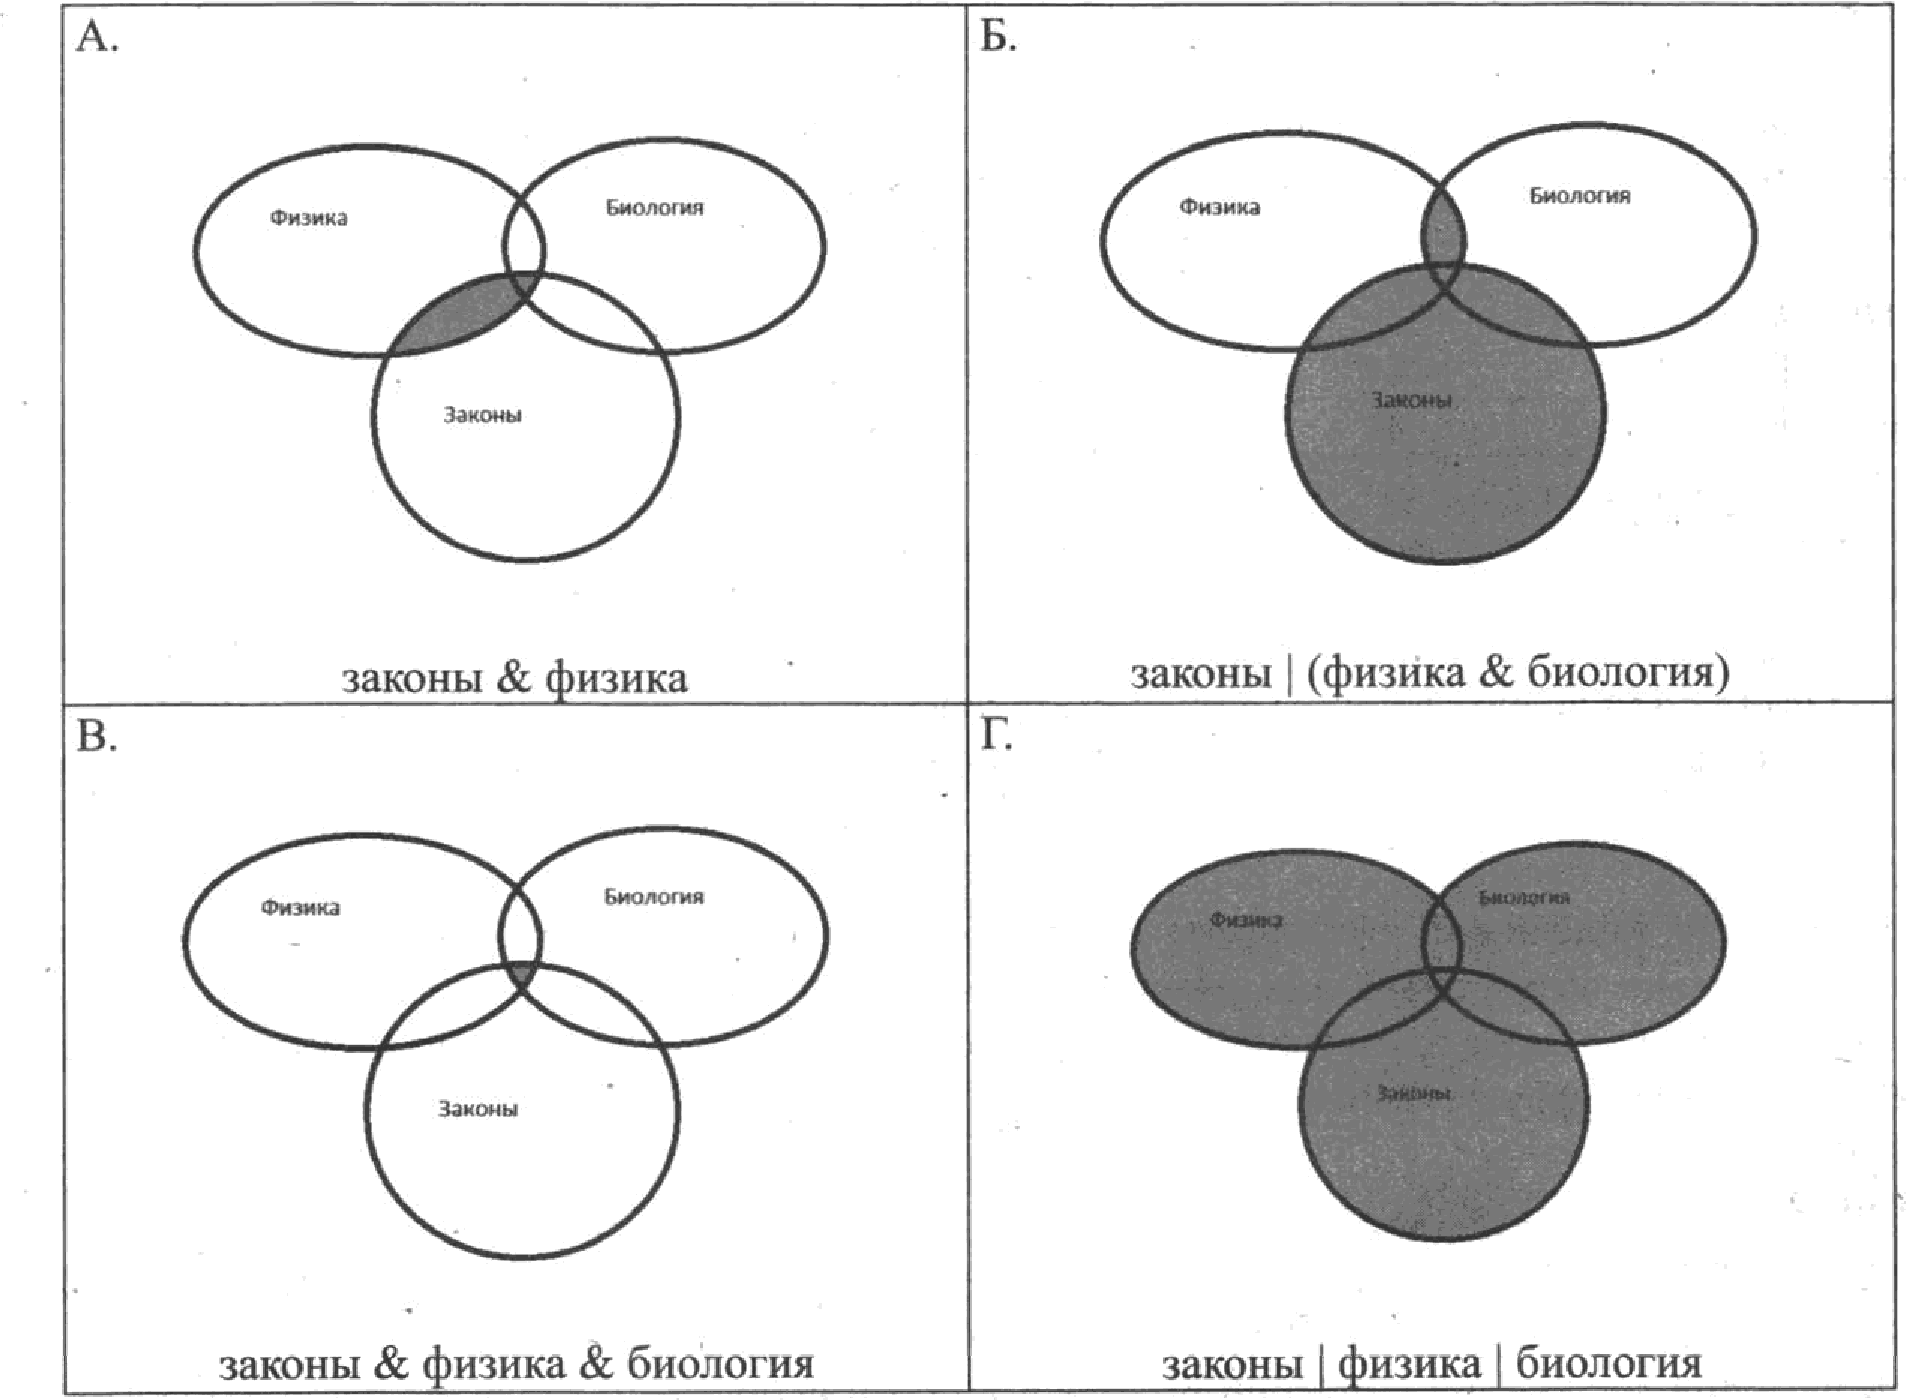 А.
Физика
Биология
Законы
законы & физика
Б.
Физика
Биология
Законы
законы | (физика & биология)
В.
Физика
Биология
Законы
законы & физика & биология
Г.
Физика
Биология
Законы
законы | физика | биология